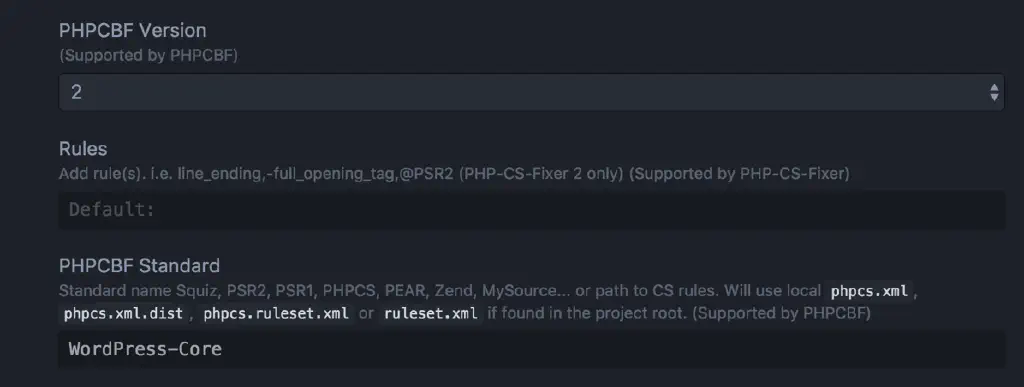 PHPCBF Version
(Supported by PHPCBF)
2
Rules
Add rule(s). i.e. line_ending,-full_opening_tag,@PSR2 (PHP-CS-Fixer 2 only) (Supported by PHP-CS-Fixer)
Default:
PHPCBF Standard
Standard name Squiz, PSR2, PSR1, PHPCS, PEAR, Zend, MySource... or path to CS rules. Will use local phpcs.xml ,
phpcs.xml.dist , phpcs.ruleset.xml or ruleset.xml if found in the project root. (Supported by PHPCBF)
WordPress-Core